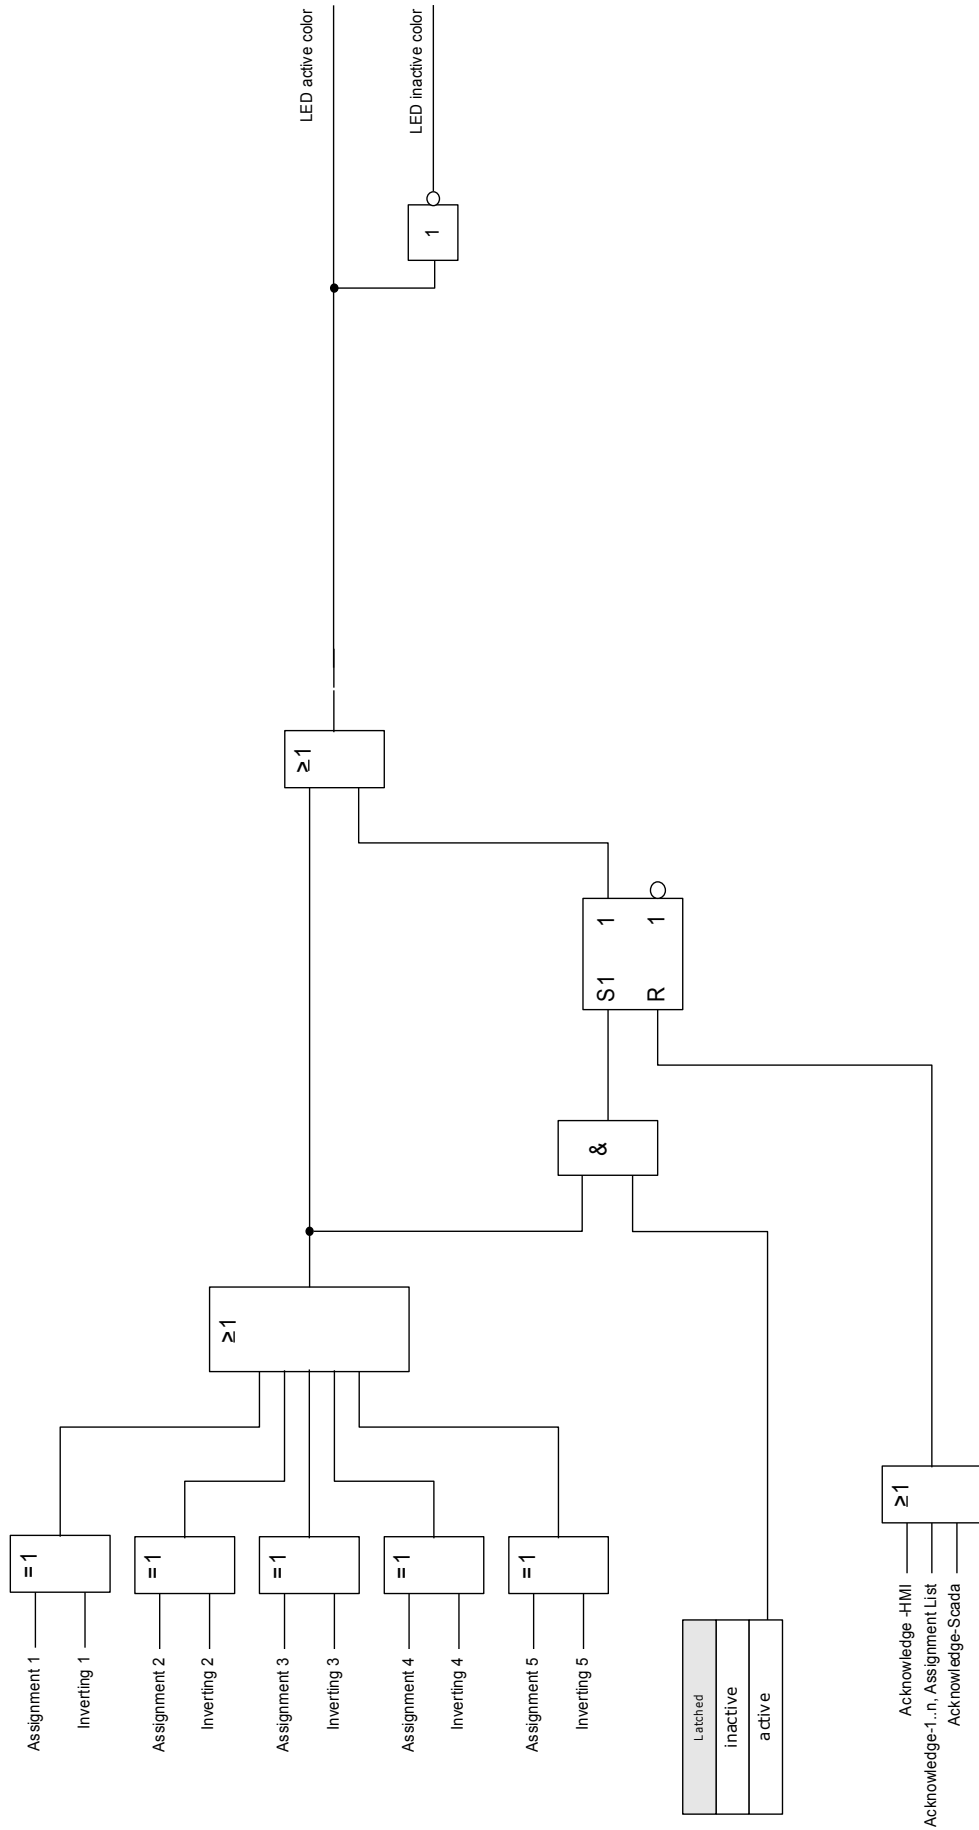 LED active color
LED inactive color
1
≥1
S1 1
R 1
&
≥1
=1
=1
=1
=1
=1
Assignment 1
Inverting 1
Assignment 2
Inverting 2
Assignment 3
Inverting 3
Assignment 4
Inverting 4
Assignment 5
Inverting 5
Latched
inactive
active
≥1
Acknowledge -HMI
Acknowledge-1..n, Assignment List
Acknowledge-Scada